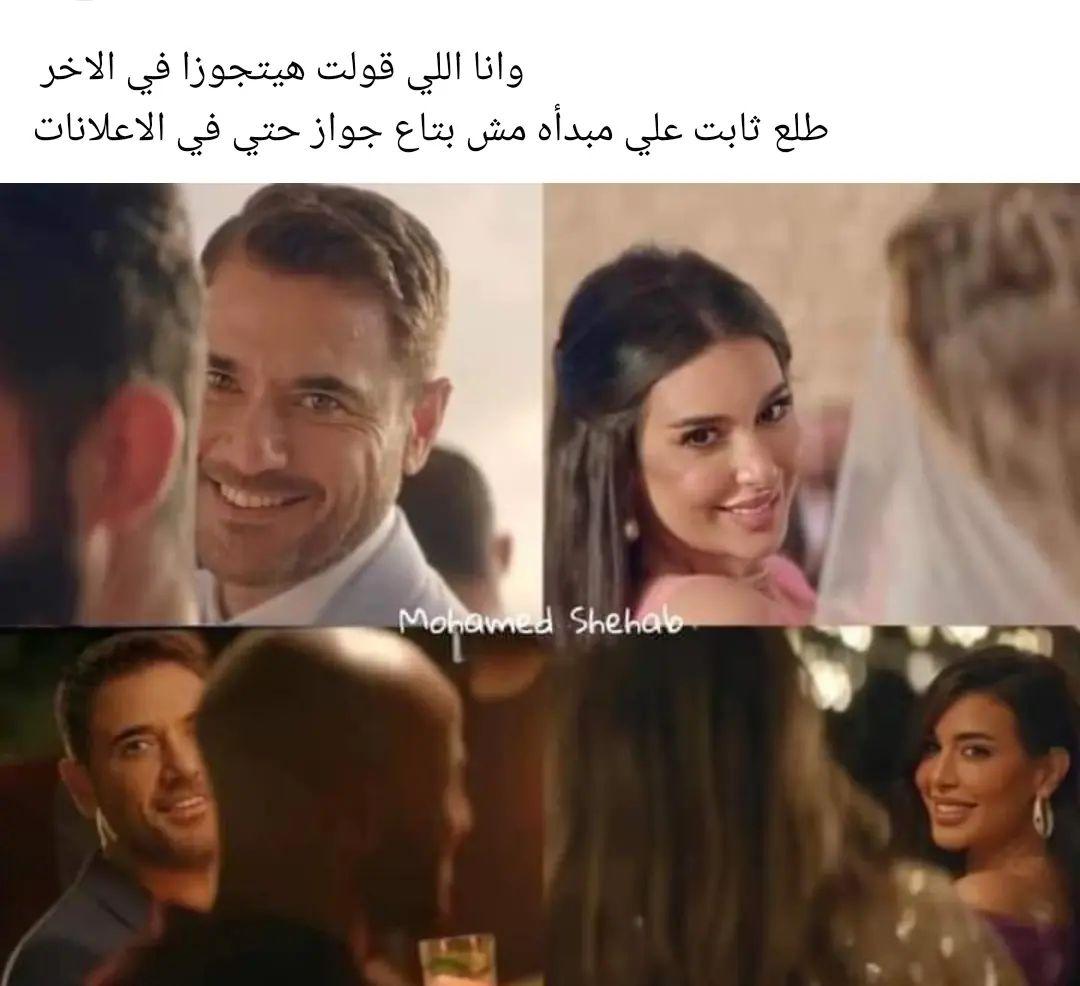 وانا اللي قولت هيتجوزا في الاخر
طلع ثابت علي مبدأه مش بتاع جواز حتي في الاعلانات
Mohamed Shehab